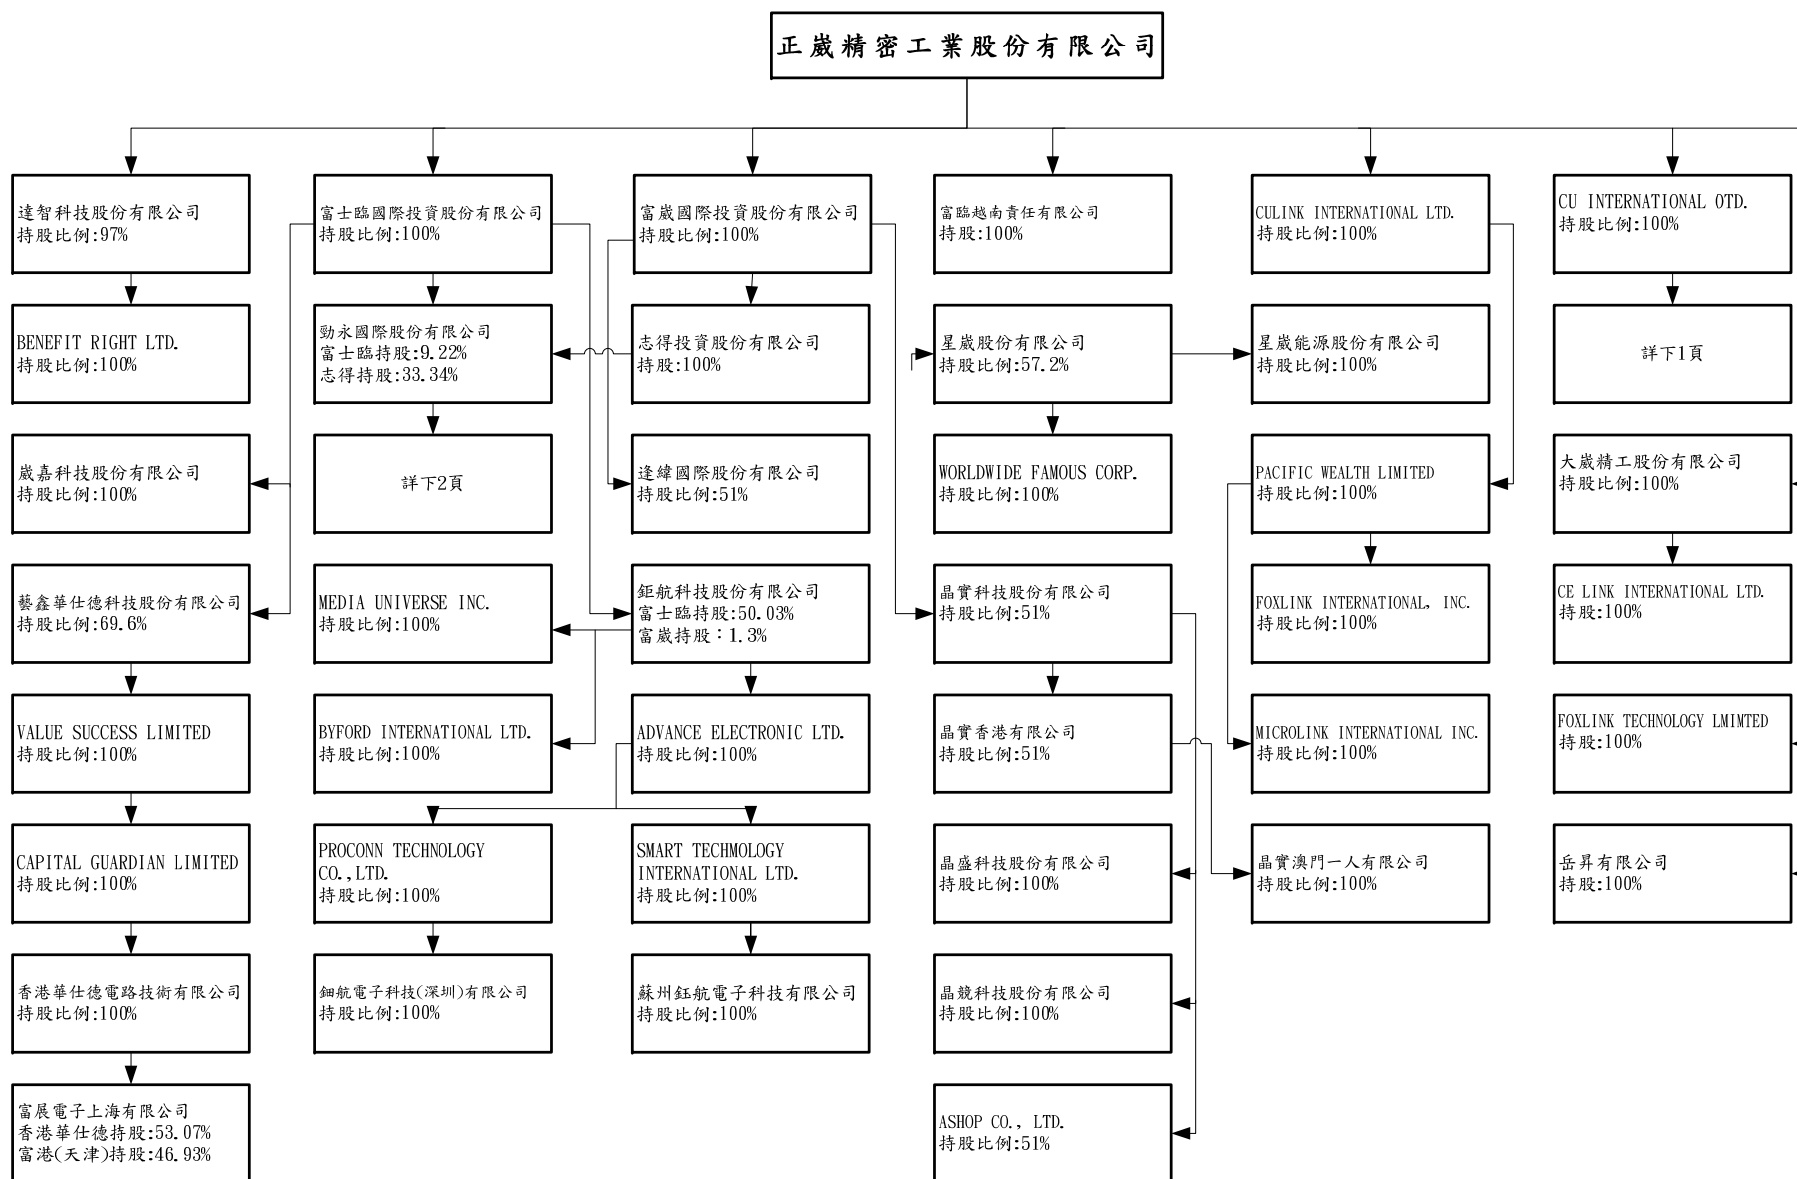 正崴精密工業股份有限公司
達智科技股份有限公司
持股比例:97%
富士臨國際投資股份有限公司
持股比例:100%
富崴國際投資股份有限公司
持股比例:100%
富臨越南責任有限公司
持股:100%
CULINK INTERNATIONAL LTD.
持股比例:100%
CU INTERNATIONAL OTD.
持股比例:100%
BENEFIT RIGHT LTD.
持股比例:100%
勁永國際股份有限公司
富士臨持股:9.22%
志得持股:33.34%
志得投資股份有限公司
持股:100%
星崴股份有限公司
持股比例:57.2%
星崴能源股份有限公司
持股比例:100%
詳下1頁
崴嘉科技股份有限公司
持股比例:100%
詳下2頁
逢緯國際股份有限公司
持股比例:51%
WORLDWIDE FAMOUS CORP.
持股比例:100%
PACIFIC WEALTH LIMITED
持股比例:100%
大崴精工股份有限公司
持股比例:100%
藝鑫華仕德科技股份有限公司
持股比例:69.6%
MEDIA UNIVERSE INC.
持股比例:100%
鉅航科技股份有限公司
富士臨持股:50.03%
富崴持股：1.3%
晶實科技股份有限公司
持股比例:51%
FOXLINK INTERNATIONAL, INC.
持股比例:100%
CE LINK INTERNATIONAL LTD.
持股:100%
VALUE SUCCESS LIMITED
持股比例:100%
BYFORD INTERNATIONAL LTD.
持股比例:100%
ADVANCE ELECTRONIC LTD.
持股比例:100%
晶實香港有限公司
持股比例:51%
MICROLINK INTERNATIONAL INC.
持股比例:100%
FOXLINK TECHNOLOGY LMIMTED
持股:100%
CAPITAL GUARDIAN LIMITED
持股比例:100%
PROCONN TECHNOLOGY
CO.,LTD.
持股比例:100%
SMART TECHMOLOGY
INTERNATIONAL LTD.
持股比例:100%
晶盛科技股份有限公司
持股比例:100%
晶實澳門一人有限公司
持股比例:100%
岳昇有限公司
持股:100%
香港華仕德電路技術有限公司
持股比例:100%
鈿航電子科技(深圳)有限公司
持股比例:100%
蘇州鈺航電子科技有限公司
持股比例:100%
晶競科技股份有限公司
持股比例:100%
富展電子上海有限公司
香港華仕德持股:53.07%
富港(天津)持股:46.93%
ASHOP CO., LTD.
持股比例:51%